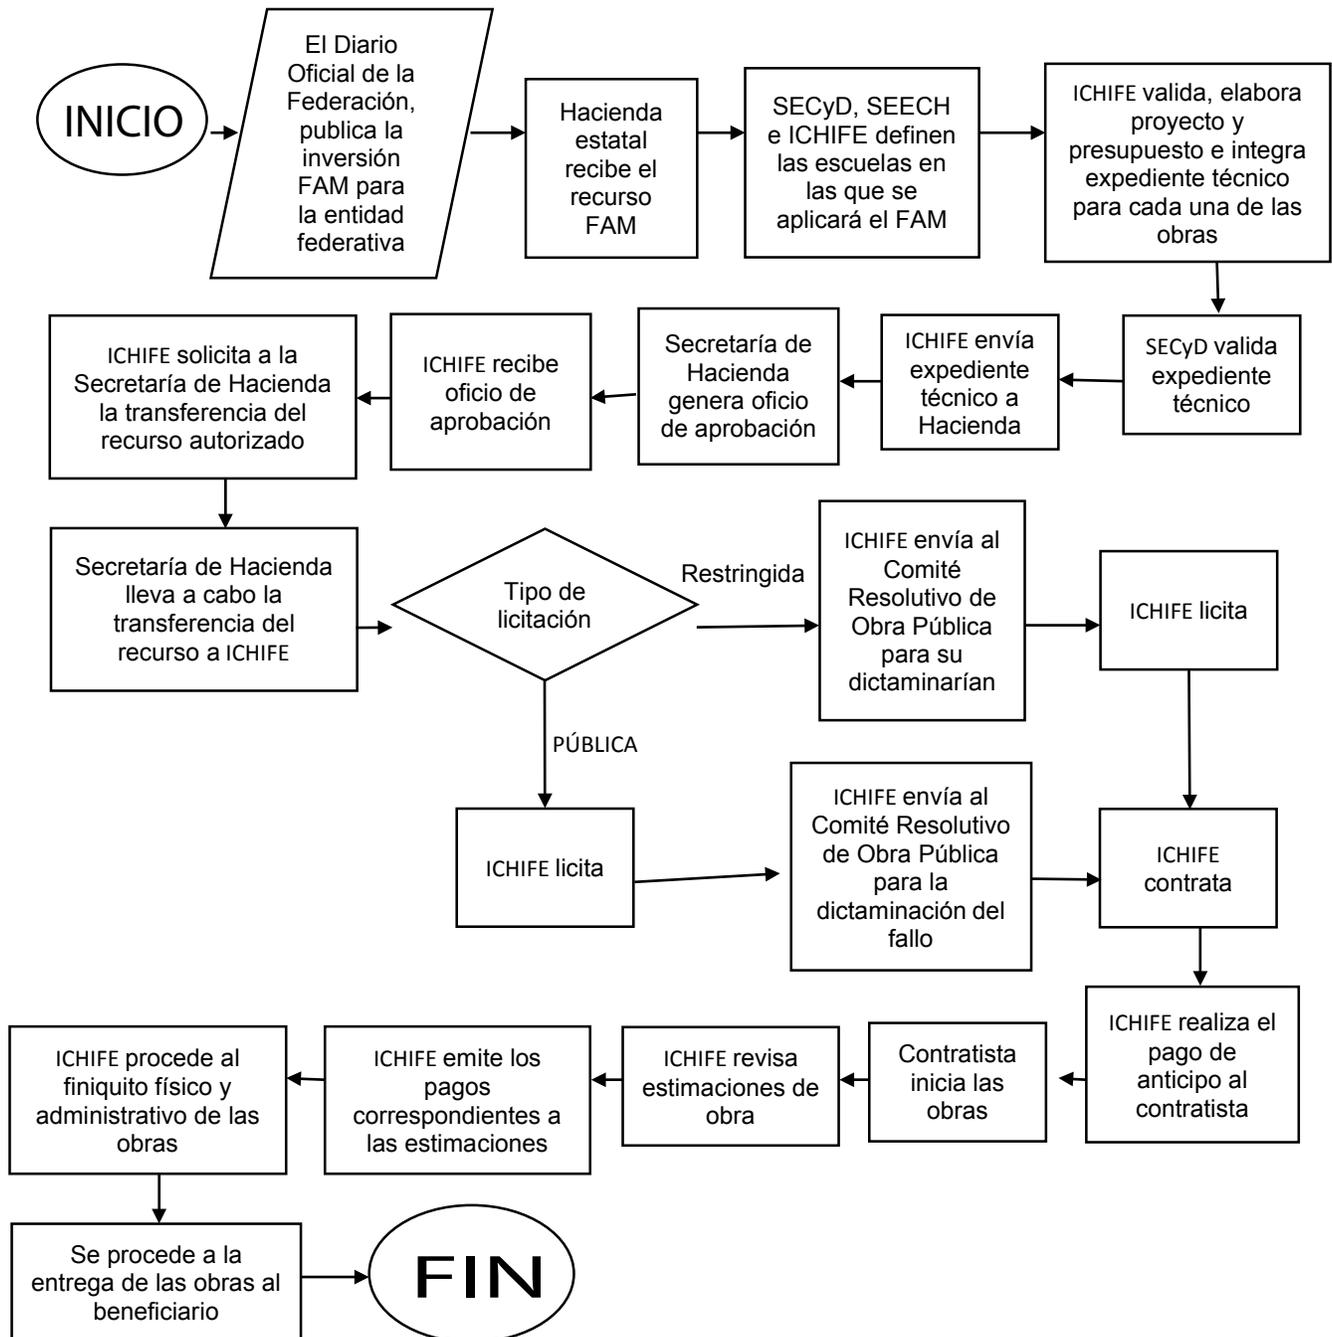 INICIO
El Diario
Oficial de la
Federación,
publica la
inversión
FAM para
la entidad
federativa
Hacienda
estatal
recibe el
recurso
FAM
SECyD, SEECH
e ICHIFE definen
las escuelas en
las que se
aplicará el FAM
ICHIFE valida, elabora
proyecto y
presupuesto e integra
expediente técnico
para cada una de las
obras
SECyD valida
expediente
técnico
ICHIFE envía
expediente
técnico a
Hacienda
Secretaría de
Hacienda
genera oficio
de aprobación
ICHIFE recibe
oficio de
aprobación
ICHIFE solicita a la
Secretaría de Hacienda
la transferencia del
recurso autorizado
Secretaría de Hacienda
lleva a cabo la
transferencia del
recurso a ICHIFE
Tipo de
licitación
Restringida
ICHIFE envía al
Comité
Resolutivo de
Obra Pública
para su
dictaminarían
ICHIFE licita
PÚBLICA
ICHIFE licita
ICHIFE envía al
Comité Resolutivo
de Obra Pública
para la
dictaminación del
fallo
ICHIFE
contrata
ICHIFE realiza el
pago de
anticipo al
contratista
Contratista
inicia las
obras
ICHIFE revisa
estimaciones de
obra
ICHIFE emite los
pagos
correspondientes a
las estimaciones
ICHIFE procede al
finiquito físico y
administrativo de las
obras
Se procede a la
entrega de las obras al
beneficiario
FIN